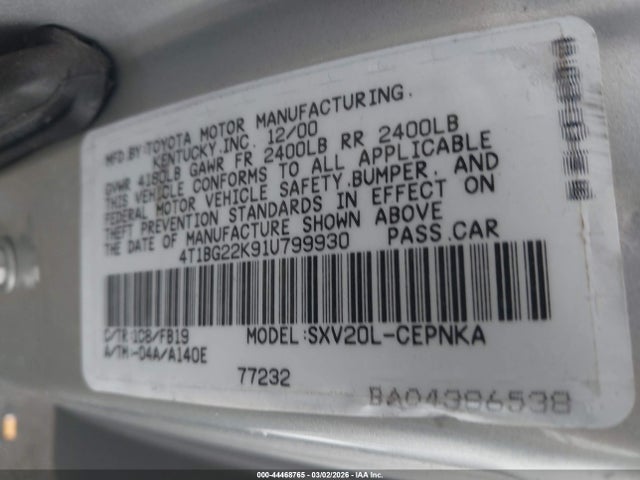 MFD.BY:TOYOTA MOTOR MANUFACTURING.
KENTUCKY,INC. 12/00
GVWR 4180LB GAWR FR 2400LB RR 2400LB
THIS VEHICLE CONFORMS TO ALL APPLICABLE
FEDERAL MOTOR VEHICLE SAFETY,BUMPER, AND
THEFT PREVENTION STANDARDS IN EFFECT ON
THE DATE OF MANUFACTURE SHOWN ABOVE
4T1BG22K91U799930 PASS.CAR
C/TR:1C8/FB19 MODEL:SXV20L-CEPNKA
A/TM:-04A/A140E
77232
BA04386538
000-44468765 - 03/02/2026 - IAA Inc.